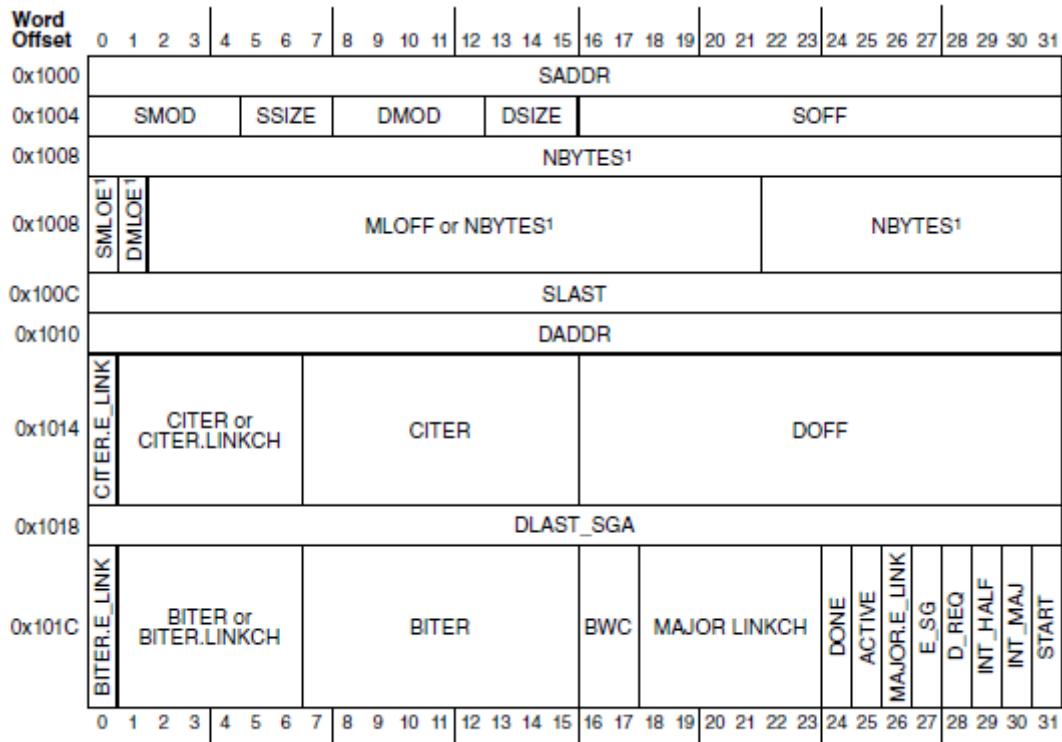 Word
Offset 0 1 2 3 4 5 6 7 8 9 10 11 12 13 14 15 16 17 18 19 20 21 22 23 24 25 26 27 28 29 30 31
0x1000 SADDR
0x1004 SMOD SSIZE DMOD DSIZE SOFF
0x1008 NBYTES¹
0x1008 SMLOE¹ DMLOE¹ MLOFF or NBYTES¹ NBYTES¹
0x100C SLAST
0x1010 DADDR
0x1014 CITER.E_LINK CITER or
CITER.LINKCH CITER DOFF
0x1018 DLAST_SGA
0x101C BITER.E_LINK BITER or
BITER.LINKCH BITER BWC MAJOR LINKCH DONE ACTIVE MAJOR.E_LINK E_SG D_REQ INT_HALF INT_MAJ START
0 1 2 3 4 5 6 7 8 9 10 11 12 13 14 15 16 17 18 19 20 21 22 23 24 25 26 27 28 29 30 31